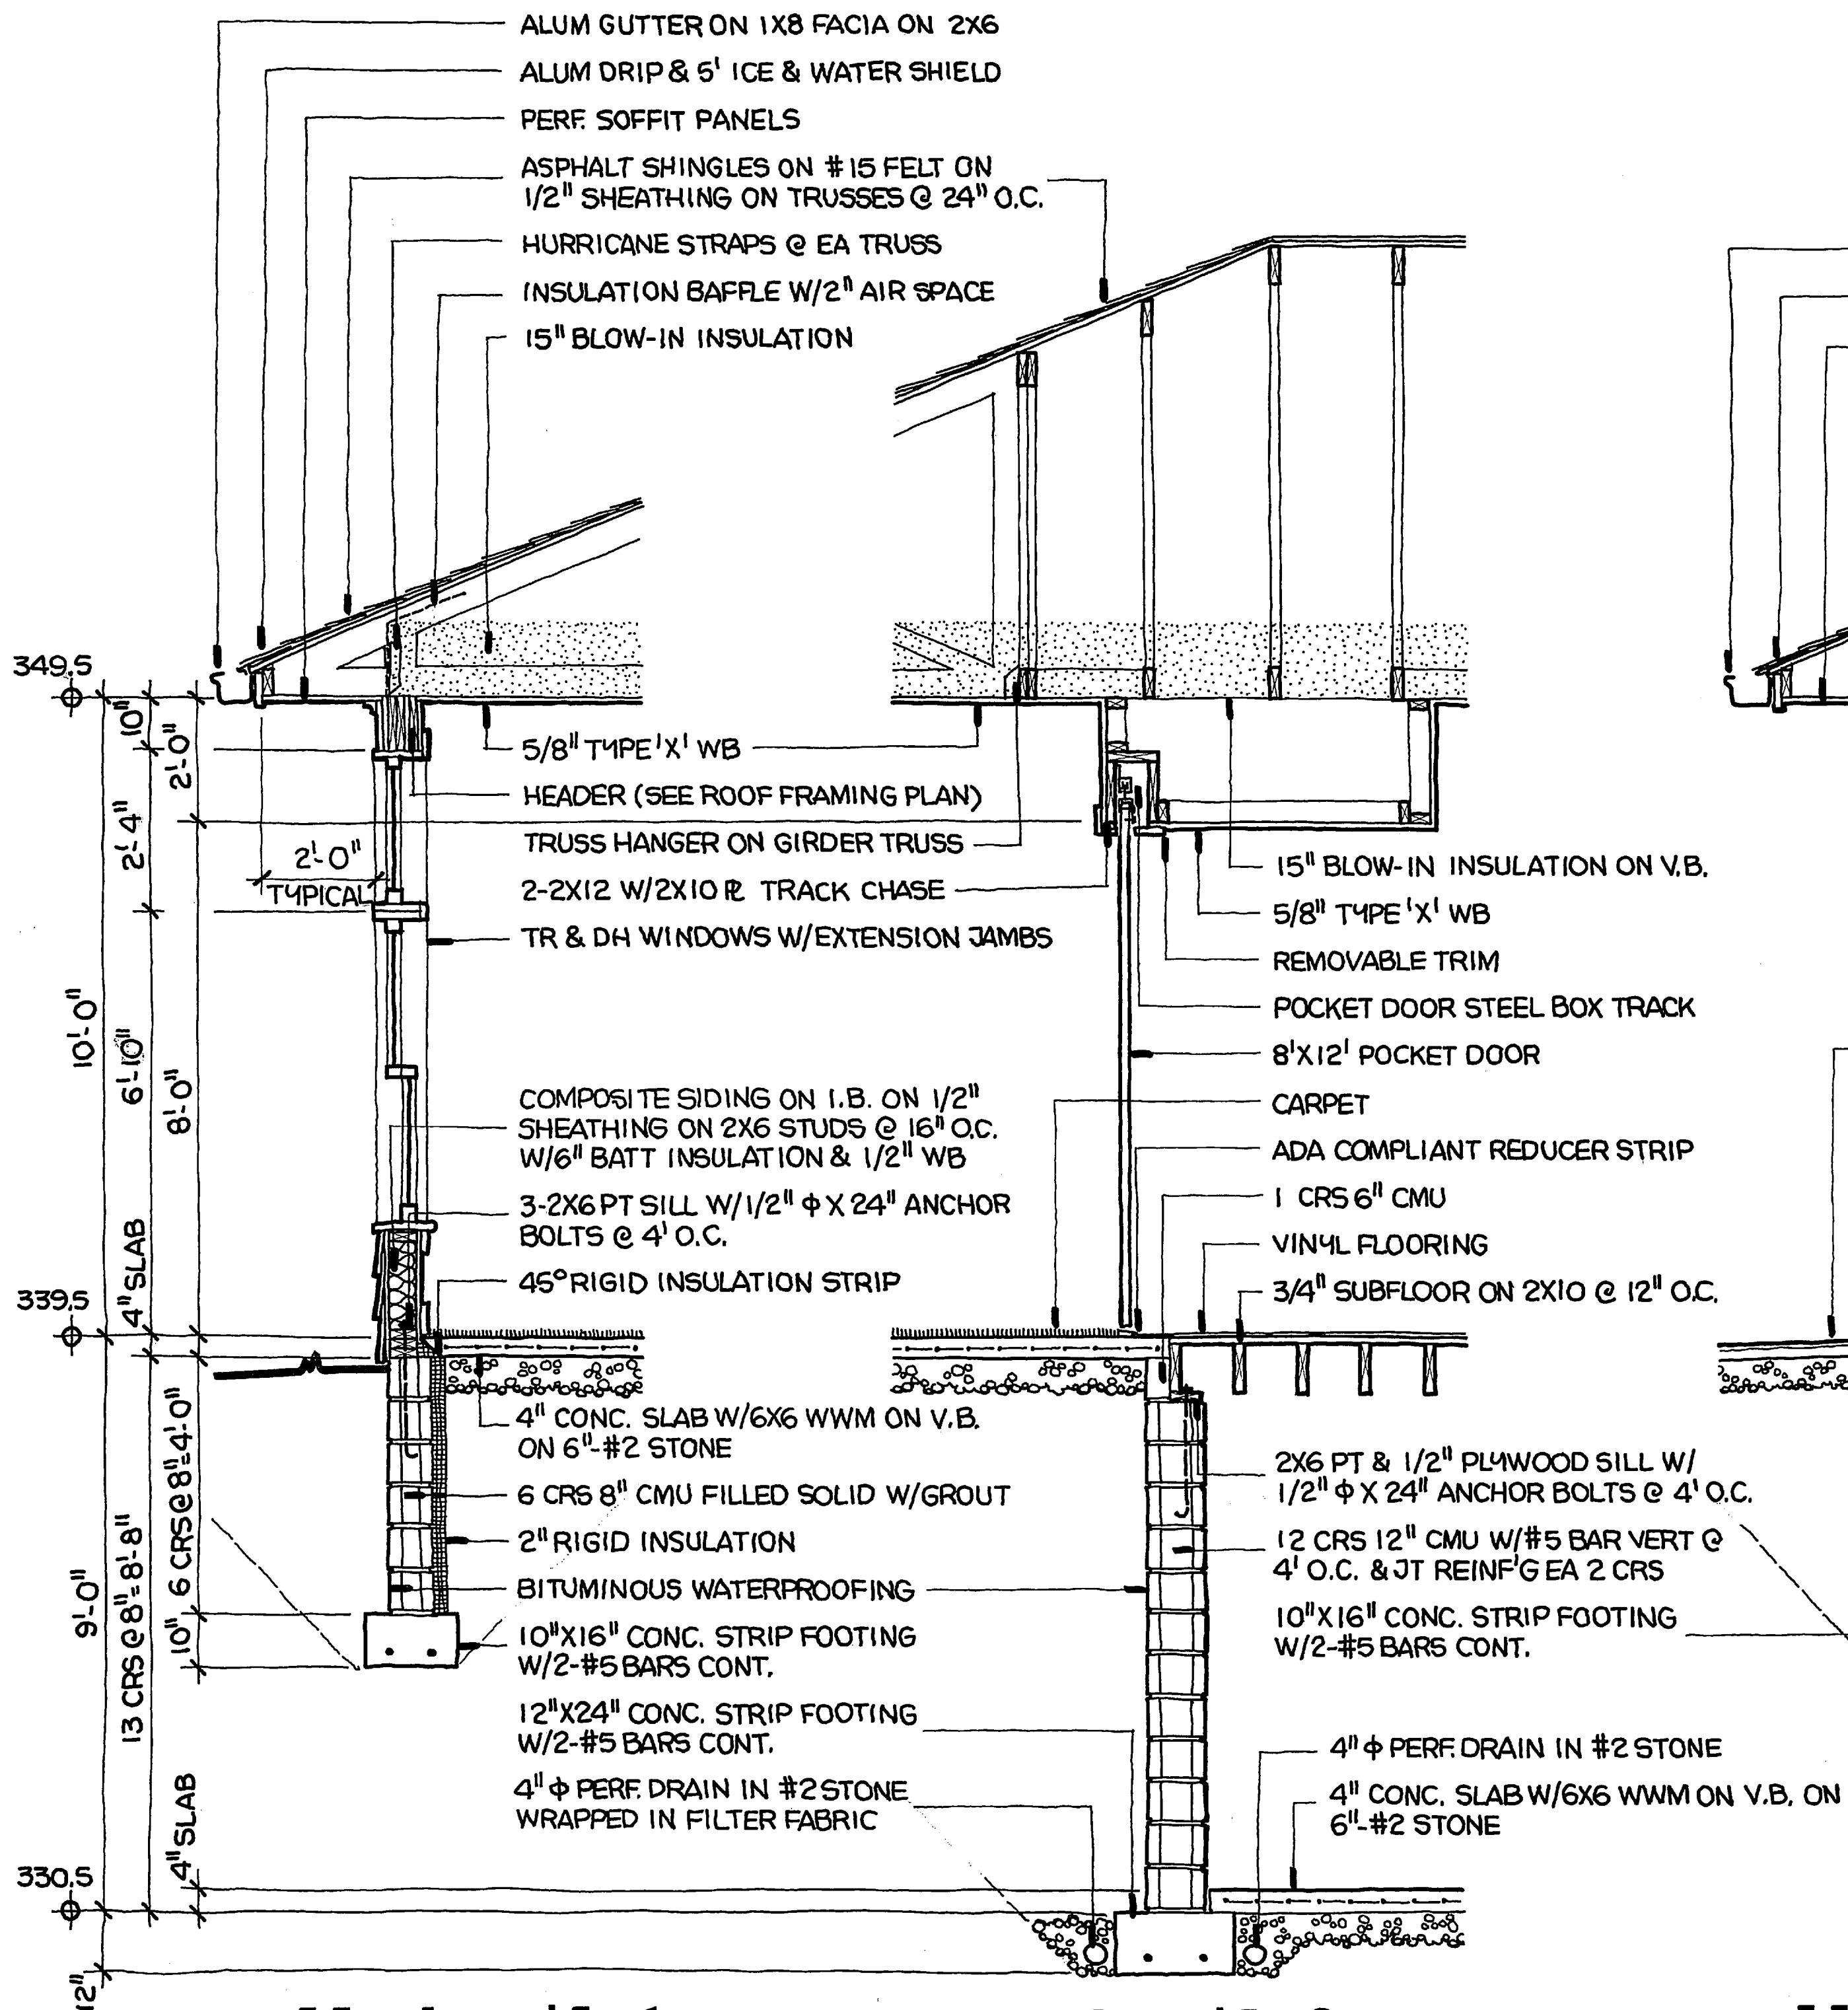 ALUM GUTTER ON 1X8 FACIA ON 2X6
ALUM DRIP & 5' ICE & WATER SHIELD
PERF. SOFFIT PANELS
ASPHALT SHINGLES ON #15 FELT ON
1/2" SHEATHING ON TRUSSES @ 24" O.C.
HURRICANE STRAPS @ EA TRUSS
INSULATION BAFFLE W/2" AIR SPACE
15" BLOW-IN INSULATION
349.5
10"
2'-0"
2'-4"
2'-0"
TYPICAL
10'-0"
6'-10"
8'-0"
4" SLAB
339.5
5/8" TYPE 'X' WB
HEADER (SEE ROOF FRAMING PLAN)
TRUSS HANGER ON GIRDER TRUSS
2-2X12 W/2X10 PL TRACK CHASE
TR & DH WINDOWS W/EXTENSION JAMBS
COMPOSITE SIDING ON I.B. ON 1/2"
SHEATHING ON 2X6 STUDS @ 16" O.C.
W/6" BATT INSULATION & 1/2" WB
3-2X6 PT SILL W/1/2" ϕ X 24" ANCHOR
BOLTS @ 4' O.C.
45° RIGID INSULATION STRIP
4" CONC. SLAB W/6X6 WWM ON V.B.
ON 6"-#2 STONE
6 CRS 8" CMU FILLED SOLID W/GROUT
2" RIGID INSULATION
BITUMINOUS WATERPROOFING
10"X16" CONC. STRIP FOOTING
W/2-#5 BARS CONT.
12"X24" CONC. STRIP FOOTING
W/2-#5 BARS CONT.
4" ϕ PERF. DRAIN IN #2 STONE
WRAPPED IN FILTER FABRIC
6 CRS @ 8"=4'-0"
10"
9'-0"
13 CRS @ 8"=8'-8"
4" SLAB
330.5
12"
15" BLOW-IN INSULATION ON V.B.
5/8" TYPE 'X' WB
REMOVABLE TRIM
POCKET DOOR STEEL BOX TRACK
8'X12' POCKET DOOR
CARPET
ADA COMPLIANT REDUCER STRIP
1 CRS 6" CMU
VINYL FLOORING
3/4" SUBFLOOR ON 2X10 @ 12" O.C.
2X6 PT & 1/2" PLYWOOD SILL W/
1/2" ϕ X 24" ANCHOR BOLTS @ 4' O.C.
12 CRS 12" CMU W/#5 BAR VERT @
4' O.C. & JT REINF'G EA 2 CRS
10"X16" CONC. STRIP FOOTING
W/2-#5 BARS CONT.
4" ϕ PERF. DRAIN IN #2 STONE
4" CONC. SLAB W/6X6 WWM ON V.B. ON
6"-#2 STONE